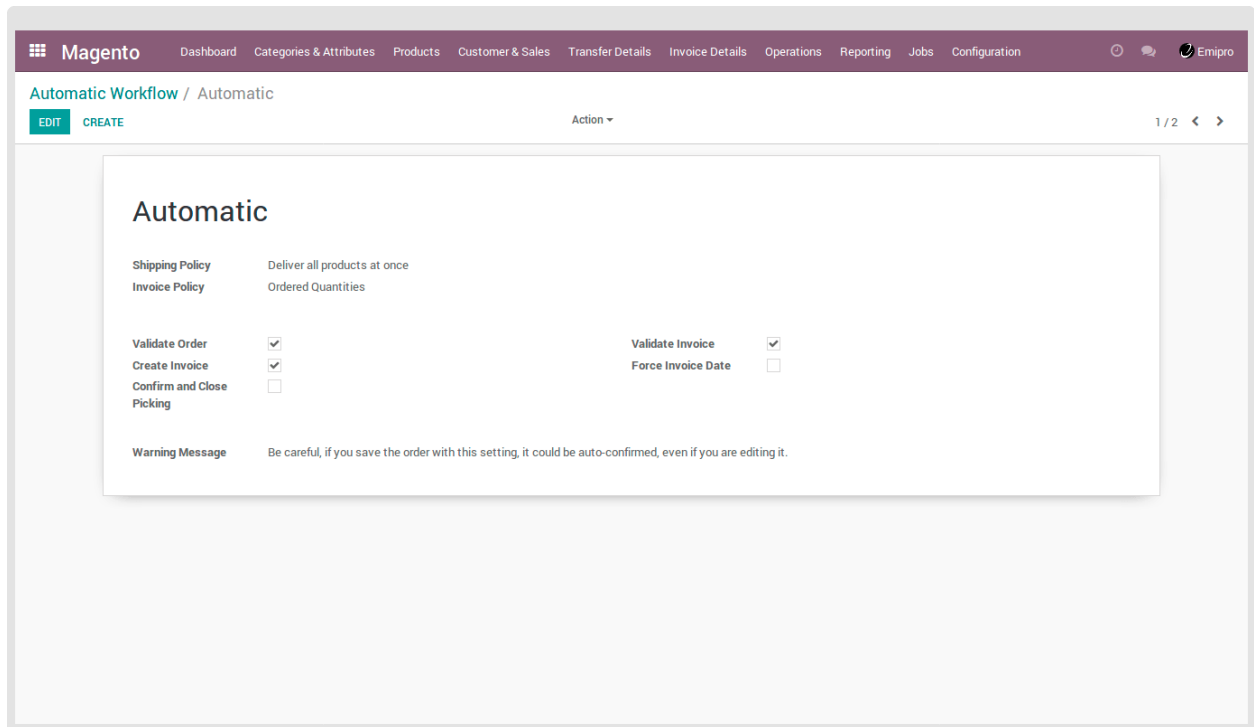 Magento Dashboard Categories & Attributes Products Customer & Sales Transfer Details Invoice Details Operations Reporting Jobs Configuration Emipro
Automatic Workflow / Automatic
EDIT CREATE Action 1 / 2
Automatic
Shipping Policy Deliver all products at once
Invoice Policy Ordered Quantities
Validate Order Validate Invoice
Create Invoice Force Invoice Date
Confirm and Close
Picking
Warning Message Be careful, if you save the order with this setting, it could be auto-confirmed, even if you are editing it.